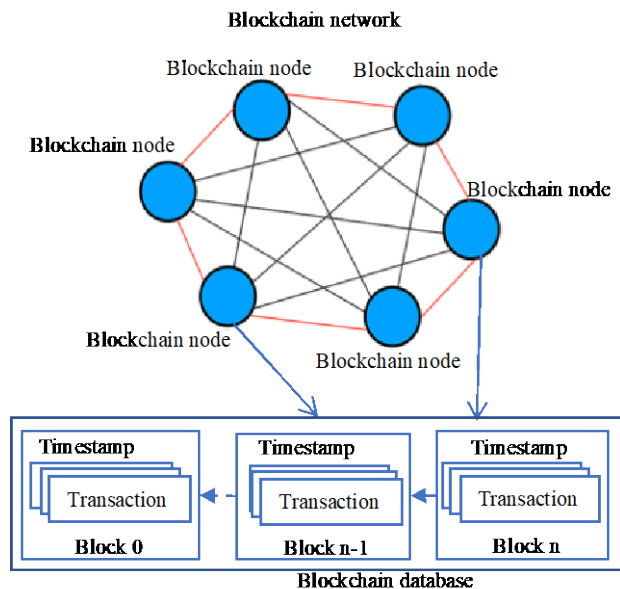 Blockchain network
Blockchain node
Blockchain node
Blockchain node
Blockchain node
Blockchain node
Blockchain node
Timestamp
Timestamp
Timestamp
Transaction
Transaction
Transaction
Block 0
Block n-1
Block n
Blockchain database